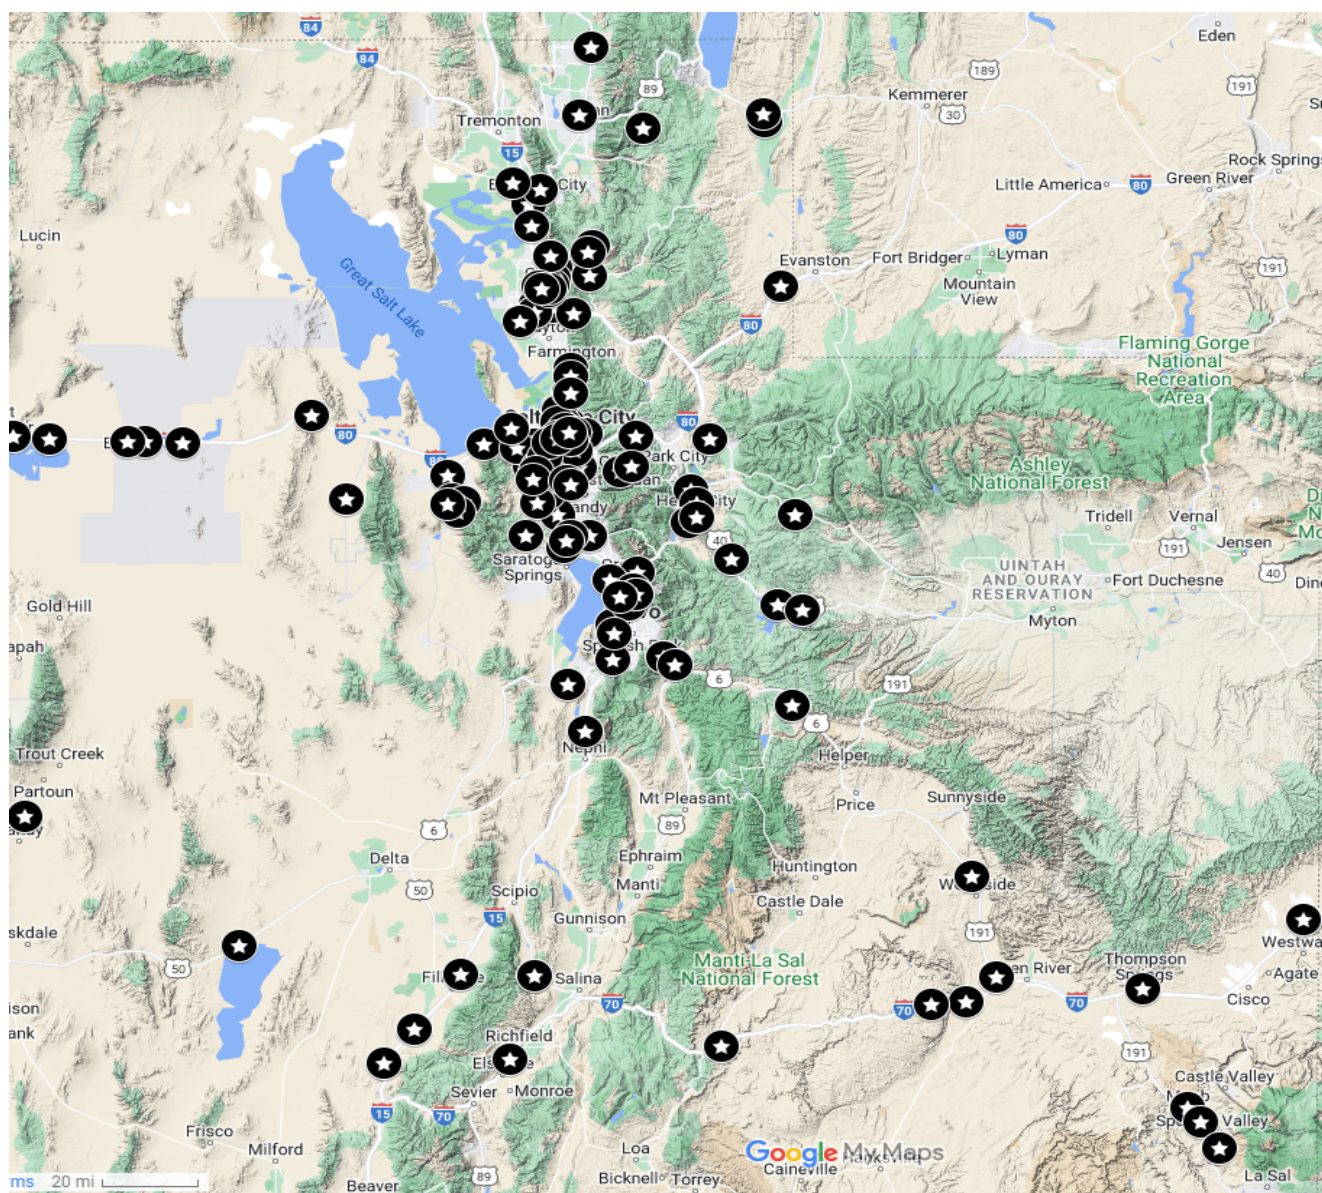 84
84
Eden
189
191
89
Kemmerer
30
Tremonton
15
Rock Springs
Green River
80
Little America
City
Lucin
80
Evanston
Fort Bridger
Lyman
191
Mountain
View
Great Salt Lake
80
Flaming Gorge
National
Recreation
Area
Farmington
80
City
80
80
Park City
Ashley
National Forest
City
Tridell
Vernal
40
191
Jensen
Springs
40
UINTAH
AND OURAY
RESERVATION
Fort Duchesne
Myton
Gold Hill
6
191
6
Nephi
Trout Creek
Helper
Partoun
Mt Pleasant
Price
Sunnyside
6
89
Delta
Ephraim
Huntington
50
Manti
Scipio
Castle Dale
15
Gunnison
191
50
Manti-La Sal
National Forest
River
Thompson
Springs
Agate
Salina
70
70
70
Cisco
Richfield
191
Castle Valley
Sevier
Monroe
15
70
Valley
Frisco
Milford
Loa
Google My Maps
Caineville
20 mi
Beaver
89
Bicknell
Torrey
La Sal